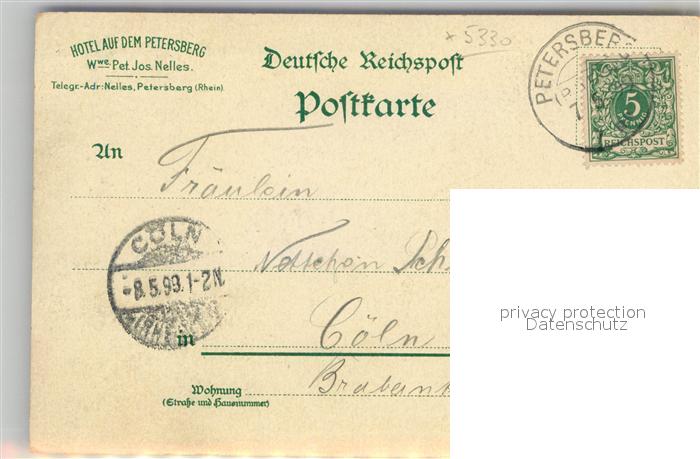 HOTEL AUF DEM PETERSBERG
Wwe. Pet. Jos. Nelles.
Telegr.-Adr: Nelles, Petersberg (Rhein).
× 5330
Deutsche Reichspost
Postkarte
PETERSBERG
5
PFENNIG
REICHSPOST
An
Fräulein
CÖLN
-8.5.99.1-2N.
in
Cöln
Wohnung
(Straße und Hausnummer)
Brabant
privacy protection
Datenschutz